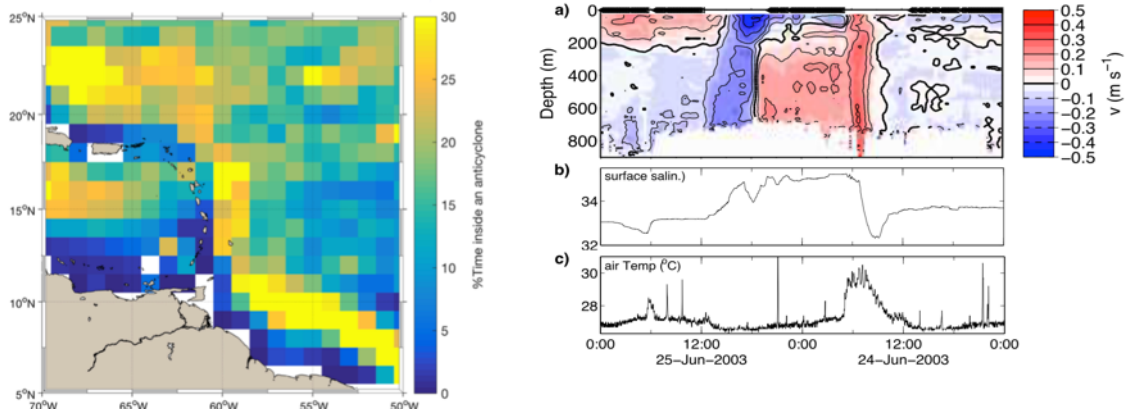 25°N
20°N
15°N
10°N
5°N
70°W 65°W 60°W 55°W 50°W
30
25
20
15
10
5
0
%Time inside an anticyclone
a)
0
200
400
600
800
Depth (m)
0.5
0.4
0.3
0.2
0.1
0
−0.1
−0.2
−0.3
−0.4
−0.5
v (m s⁻¹)
b)
surface salin.)
34
32
c)
air Temp (°C)
30
28
0:00 12:00 0:00 12:00 0:00
25−Jun−2003 24−Jun−2003